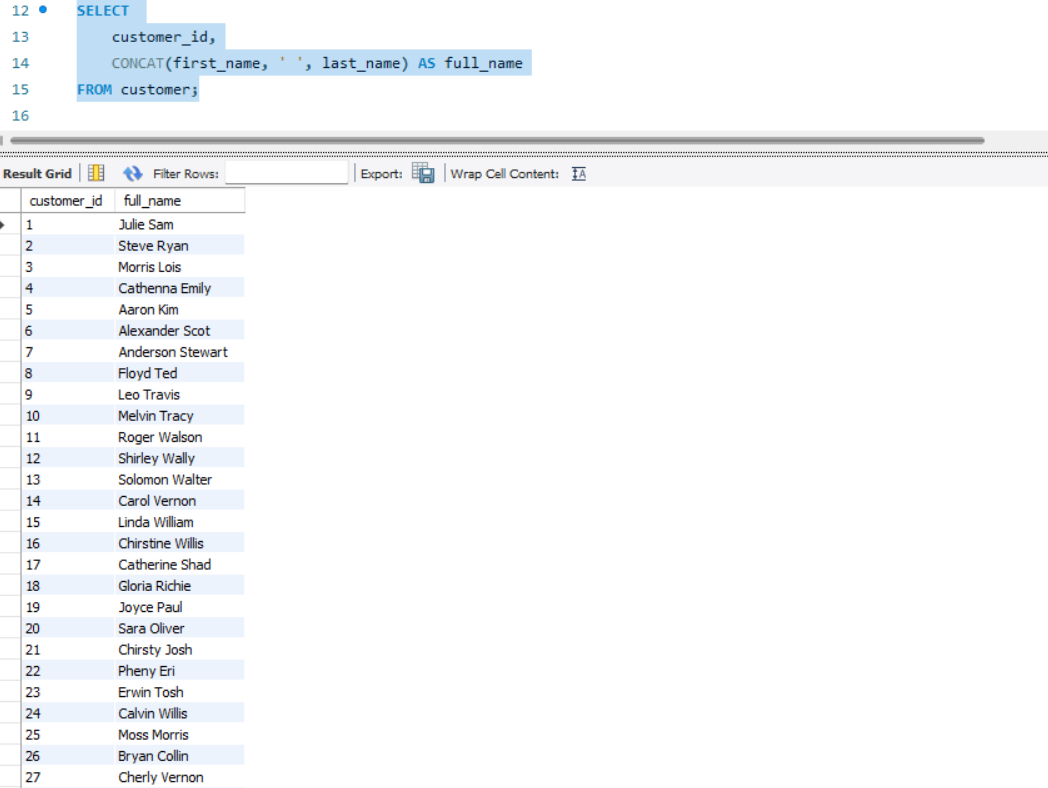 12 SELECT
13 customer_id,
14 CONCAT(first_name, ' ', last_name) AS full_name
15 FROM customer;
16
Result Grid Filter Rows: Export: Wrap Cell Content: IA
customer_id full_name
1 Julie Sam
2 Steve Ryan
3 Morris Lois
4 Cathenna Emily
5 Aaron Kim
6 Alexander Scot
7 Anderson Stewart
8 Floyd Ted
9 Leo Travis
10 Melvin Tracy
11 Roger Walson
12 Shirley Wally
13 Solomon Walter
14 Carol Vernon
15 Linda William
16 Chirstine Willis
17 Catherine Shad
18 Gloria Richie
19 Joyce Paul
20 Sara Oliver
21 Chirsty Josh
22 Pheny Eri
23 Erwin Tosh
24 Calvin Willis
25 Moss Morris
26 Bryan Collin
27 Cherly Vernon